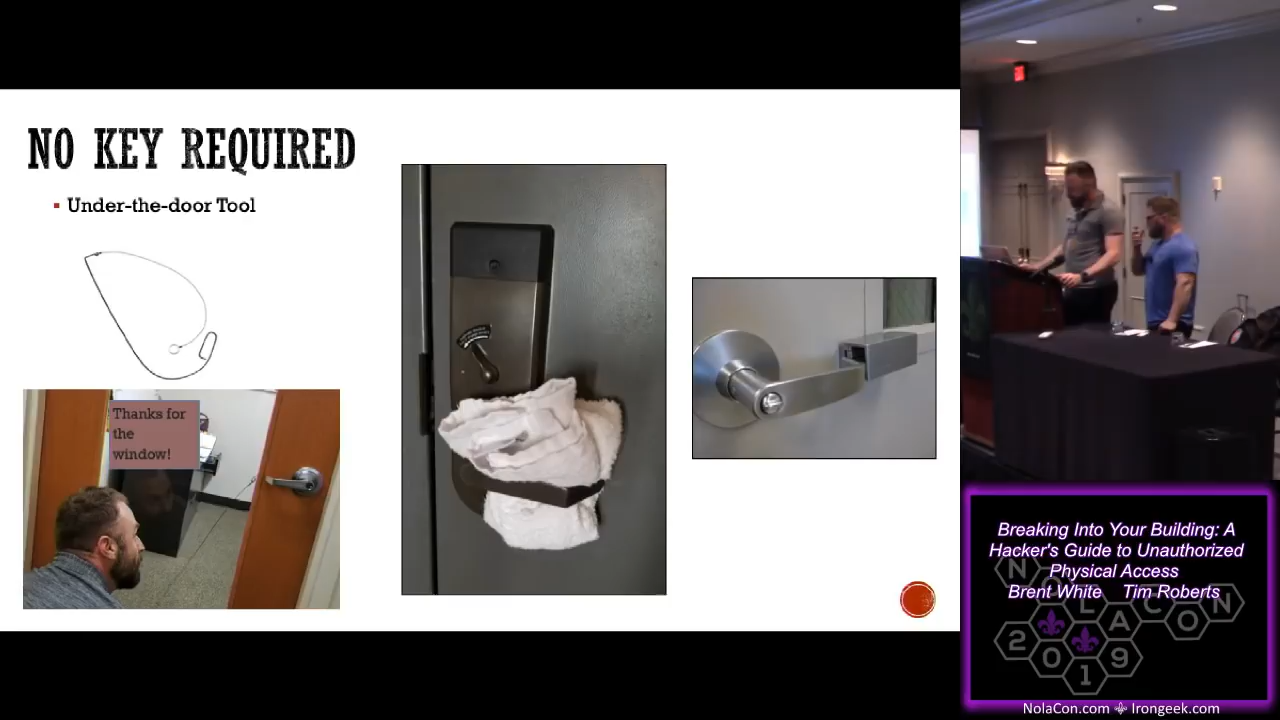 NO KEY REQUIRED
Under-the-door Tool
Thanks for
the
window!
Breaking Into Your Building: A
Hacker's Guide to Unauthorized
Physical Access
Brent White Tim Roberts
NOLACON
2019
NolaCon.com Irongeek.com